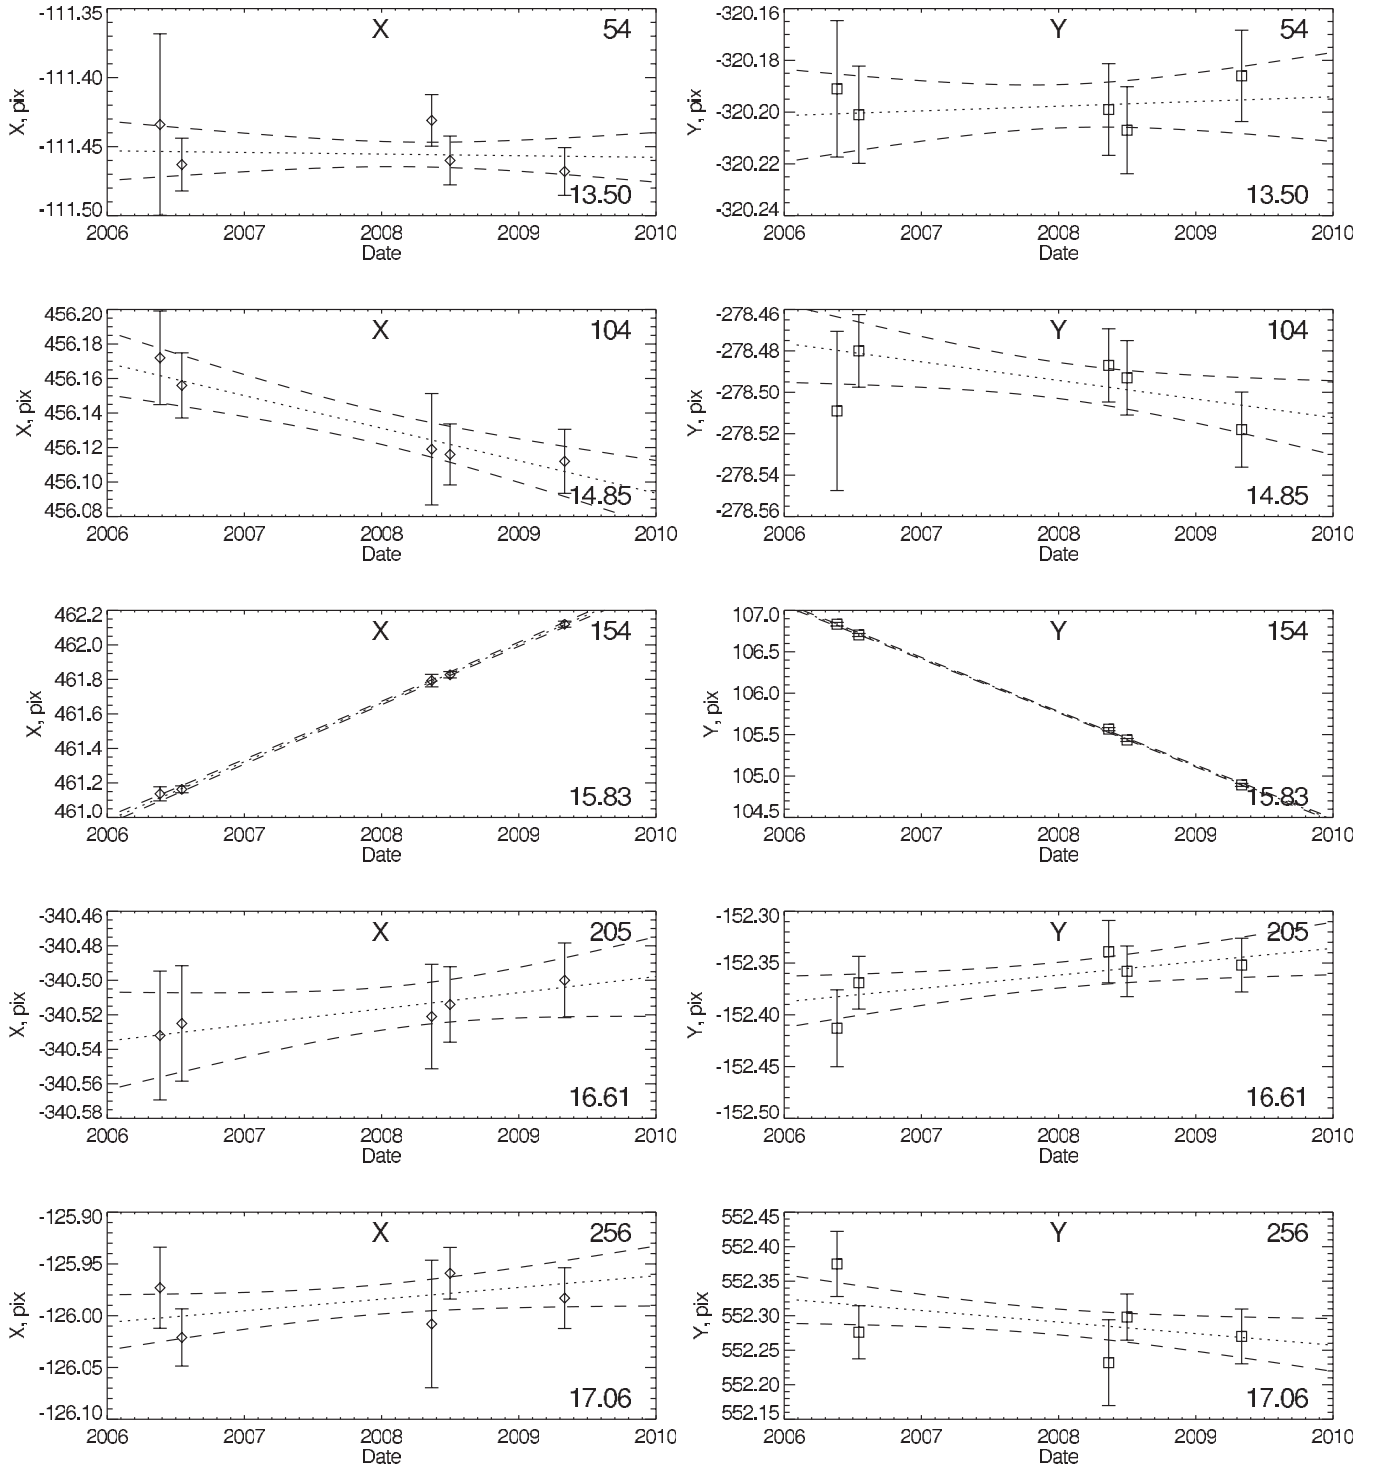 -111.35 X 54
-111.40
-111.45
-111.50 13.50
X, pix
2006 2007 2008 2009 2010
Date
-320.16 Y 54
-320.18
-320.20
-320.22
-320.24 13.50
Y, pix
2006 2007 2008 2009 2010
Date
456.20 X 104
456.18
456.16
456.14
456.12
456.10
456.08 14.85
X, pix
2006 2007 2008 2009 2010
Date
-278.46 Y 104
-278.48
-278.50
-278.52
-278.54
-278.56 14.85
Y, pix
2006 2007 2008 2009 2010
Date
462.2 X 154
462.0
461.8
461.6
461.4
461.2
461.0 15.83
X, pix
2006 2007 2008 2009 2010
Date
107.0 Y 154
106.5
106.0
105.5
105.0
104.5 15.83
Y, pix
2006 2007 2008 2009 2010
Date
-340.46 X 205
-340.48
-340.50
-340.52
-340.54
-340.56
-340.58 16.61
X, pix
2006 2007 2008 2009 2010
Date
-152.30 Y 205
-152.35
-152.40
-152.45
-152.50 16.61
Y, pix
2006 2007 2008 2009 2010
Date
-125.90 X 256
-125.95
-126.00
-126.05
-126.10 17.06
X, pix
2006 2007 2008 2009 2010
Date
552.45 Y 256
552.40
552.35
552.30
552.25
552.20
552.15 17.06
Y, pix
2006 2007 2008 2009 2010
Date